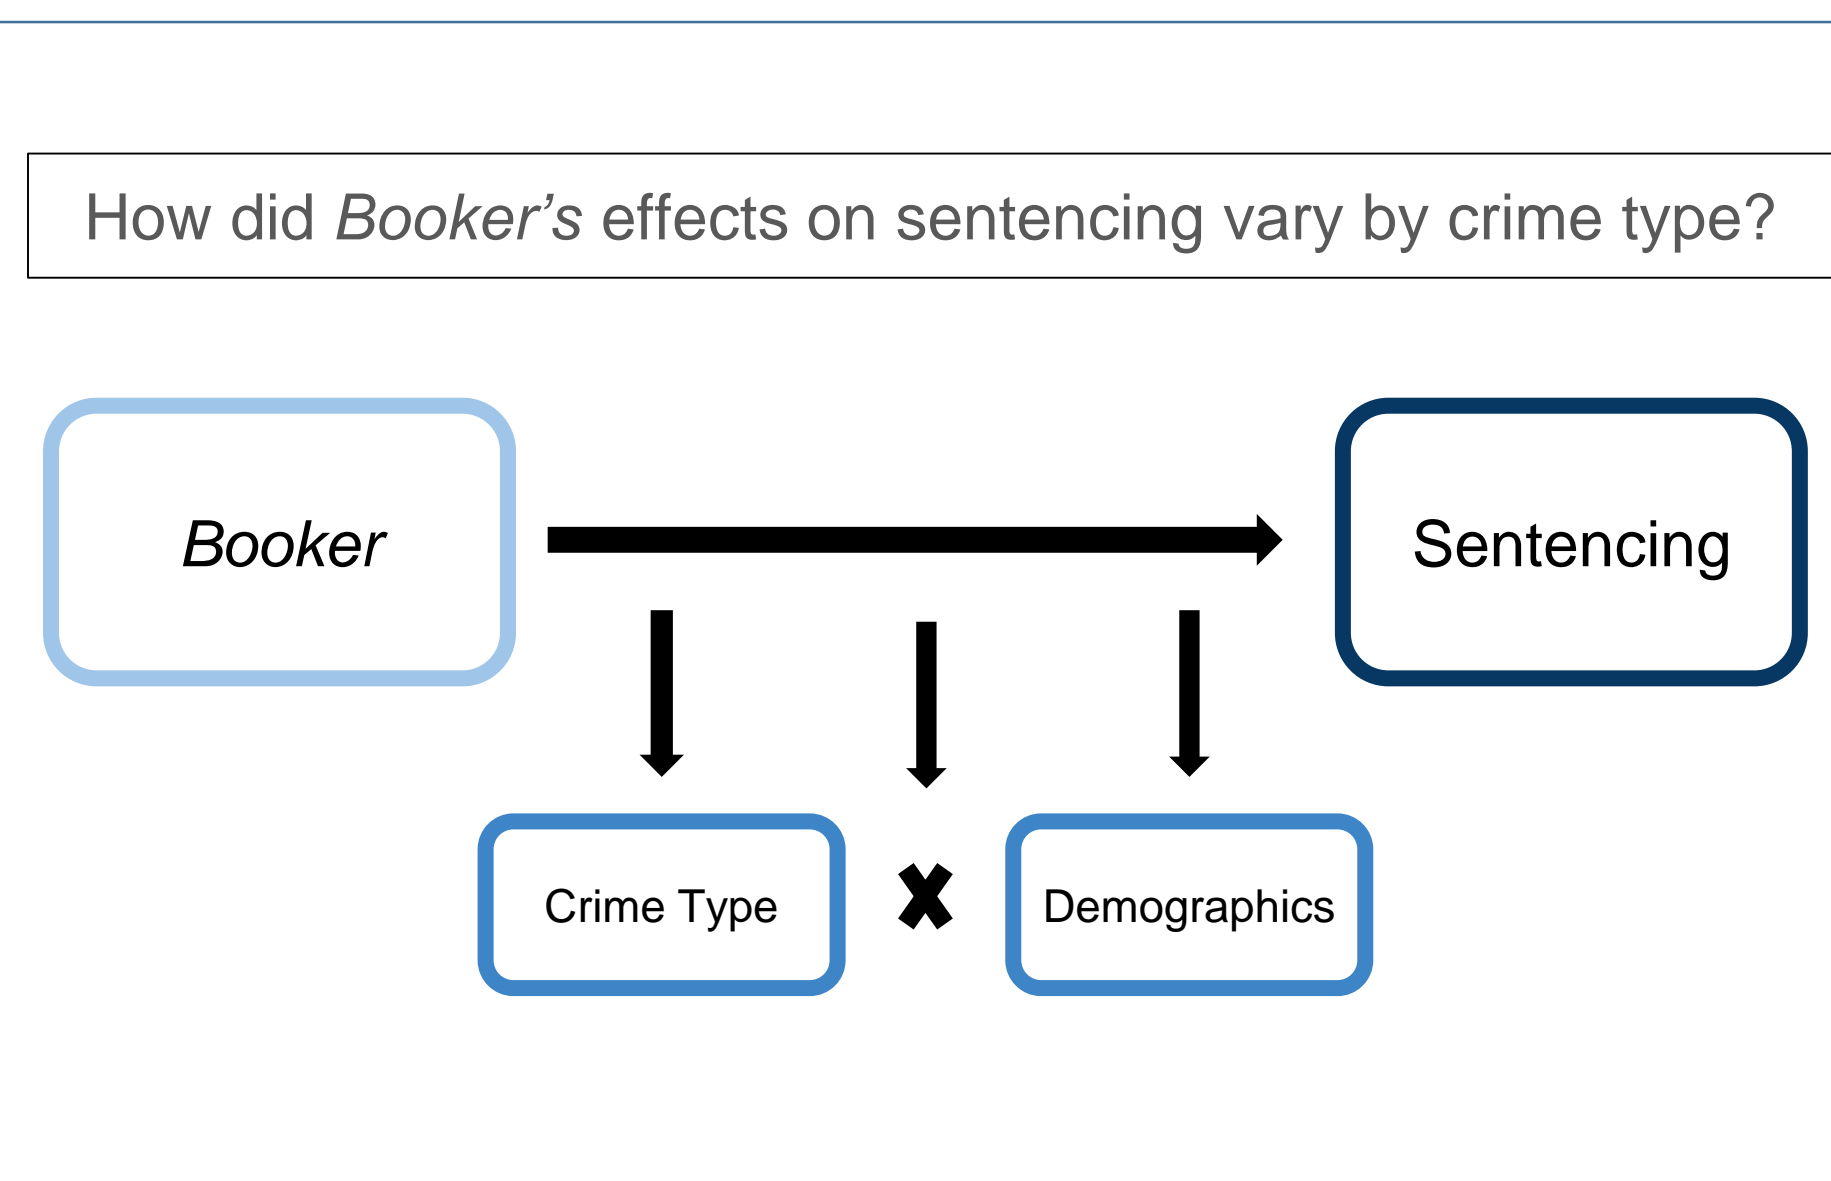 How did Booker’s effects on sentencing vary by crime type?
Booker
Sentencing
Crime Type
Demographics